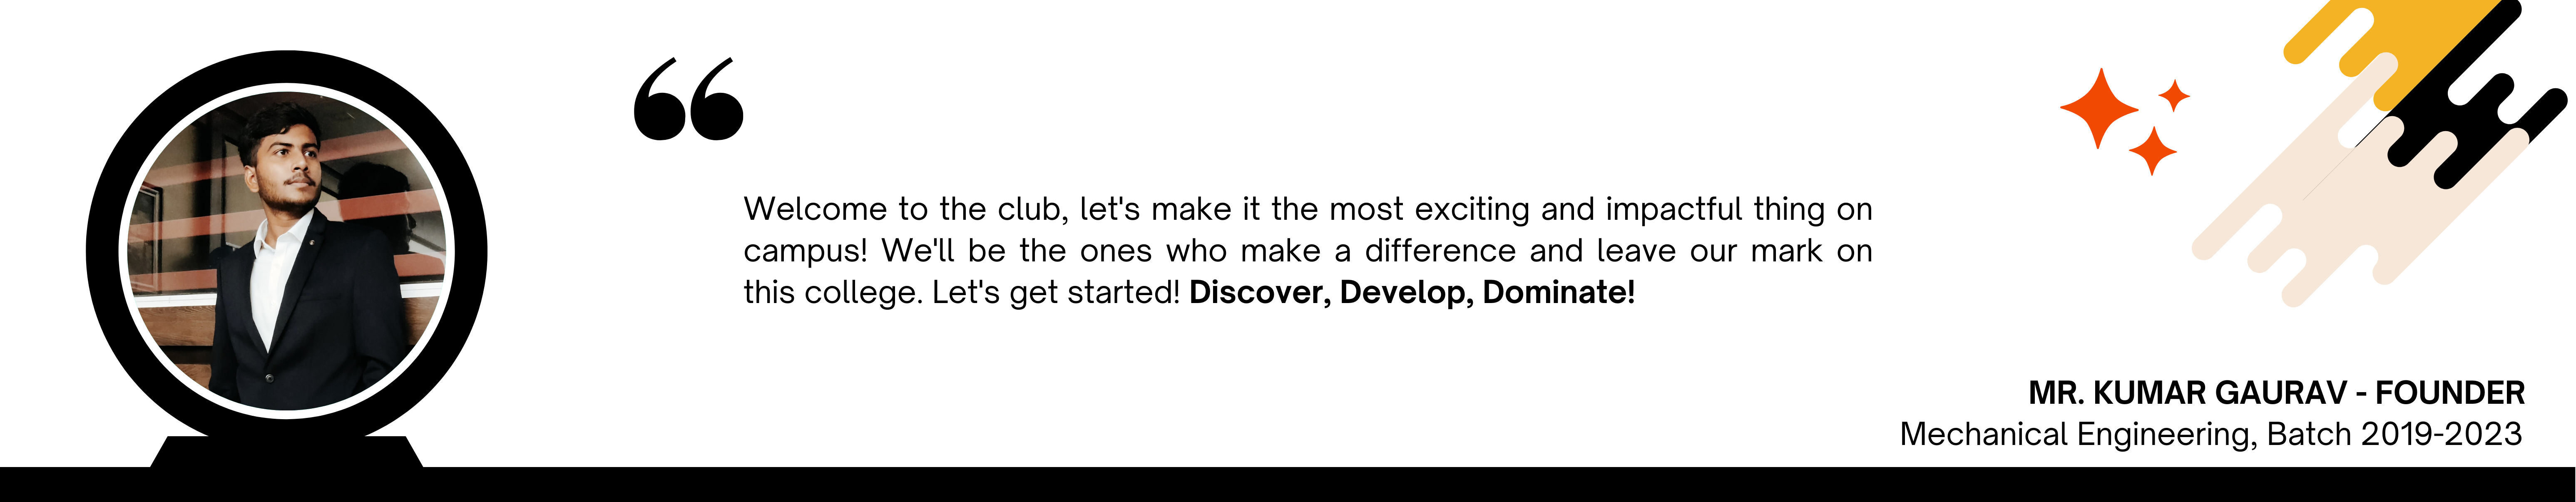 Welcome to the club, let's make it the most exciting and impactful thing on
campus! We'll be the ones who make a difference and leave our mark on
this college. Let's get started! Discover, Develop, Dominate!
MR. KUMAR GAURAV - FOUNDER
Mechanical Engineering, Batch 2019-2023